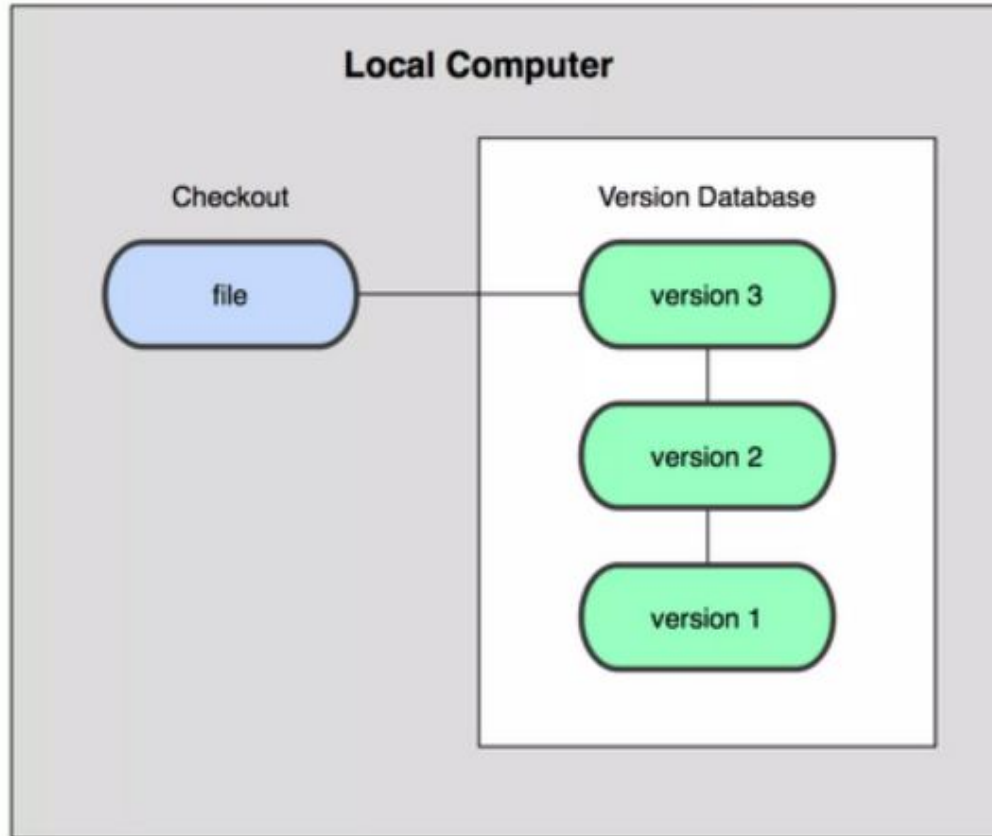 Local Computer
Checkout
Version Database
file
version 3
version 2
version 1